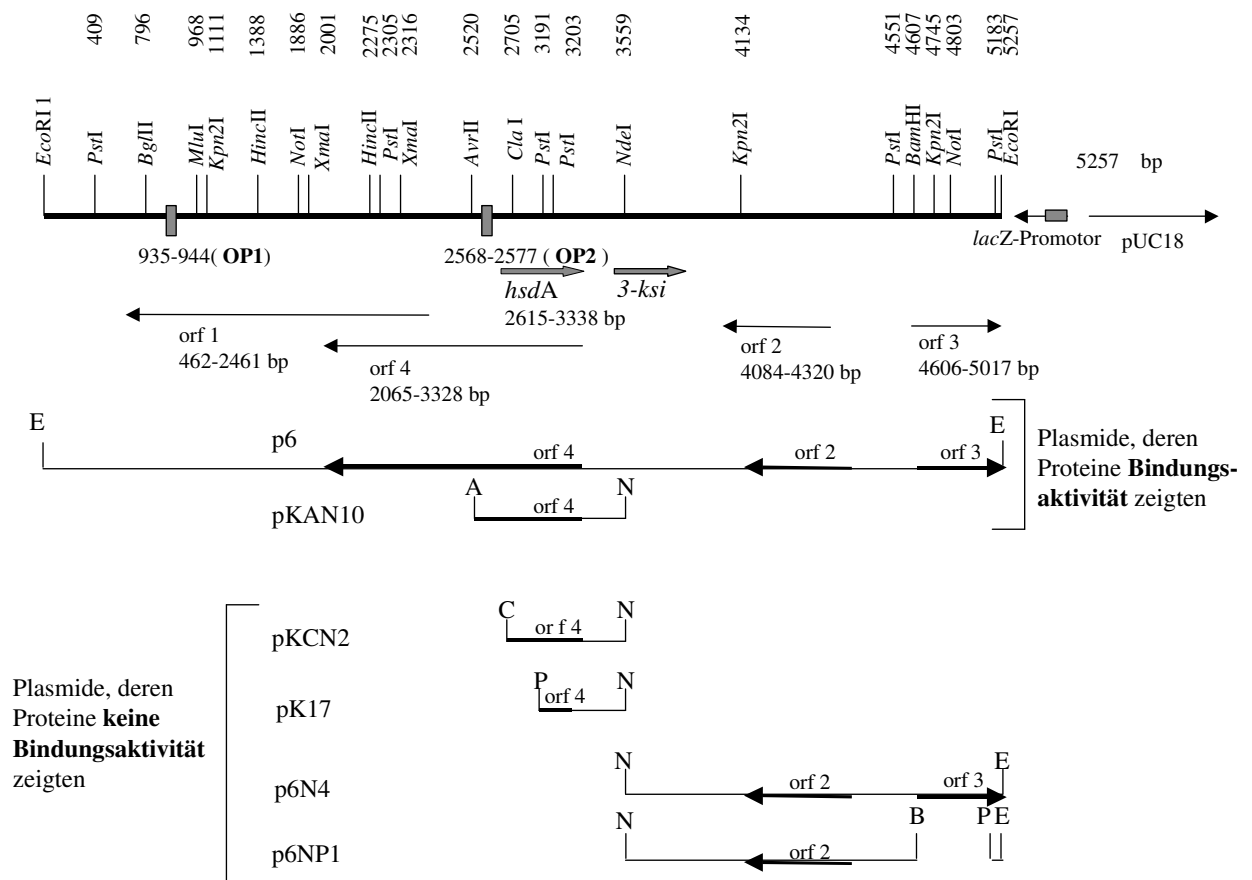 409 796 968 1111 1388 1886 2001 2275 2305 2316 2520 2705 3191 3203 3559 4134 4551 4607 4745 4803 5183 5257
EcoRI 1 PstI BglII MluI Kpn2I HincII NotI XmaI HincII PstI XmaI AvrII Cla I PstI PstI NdeI Kpn2I PstI BamHI Kpn2I NotI PstI EcoRI
5257 bp
lacZ-Promotor pUC18
935-944( OP1) 2568-2577 ( OP2 )
hsdA 3-ksi
2615-3338 bp
orf 1
462-2461 bp
orf 4
2065-3328 bp
orf 2
4084-4320 bp
orf 3
4606-5017 bp
E p6 orf 4 orf 2 orf 3 E
A N
pKAN10 orf 4
Plasmide, deren
Proteine Bindungs-
aktivität zeigten
C N
pKCN2 or f 4
P N
pK17 orf 4
Plasmide, deren
Proteine keine
Bindungsaktivität
zeigten
N E
p6N4 orf 2 orf 3
N B P E
p6NP1 orf 2